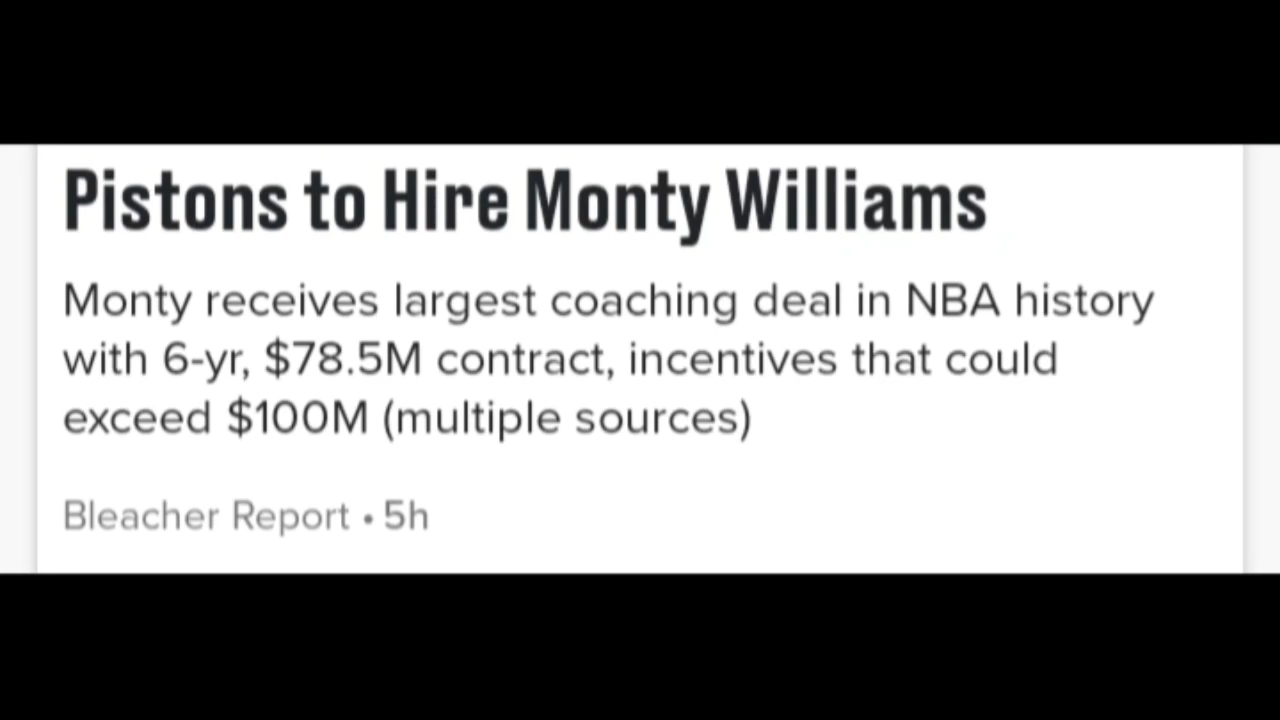 Pistons to Hire Monty Williams
Monty receives largest coaching deal in NBA history
with 6-yr, $78.5M contract, incentives that could
exceed $100M (multiple sources)
Bleacher Report • 5h